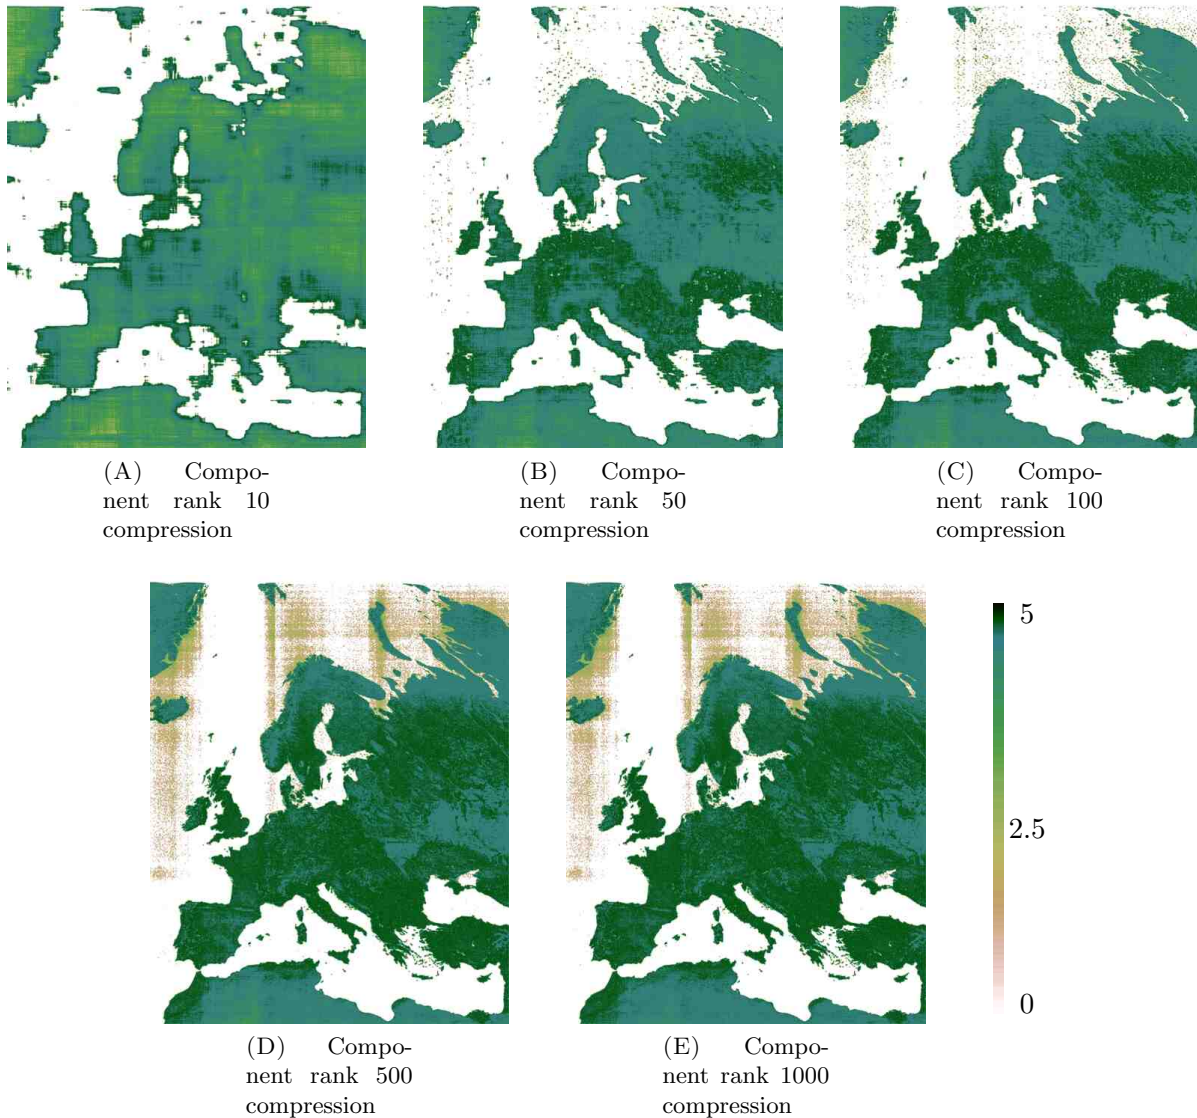 (A) Compo-
nent rank 10
compression
(B) Compo-
nent rank 50
compression
(C) Compo-
nent rank 100
compression
5
2.5
0
(D) Compo-
nent rank 500
compression
(E) Compo-
nent rank 1000
compression